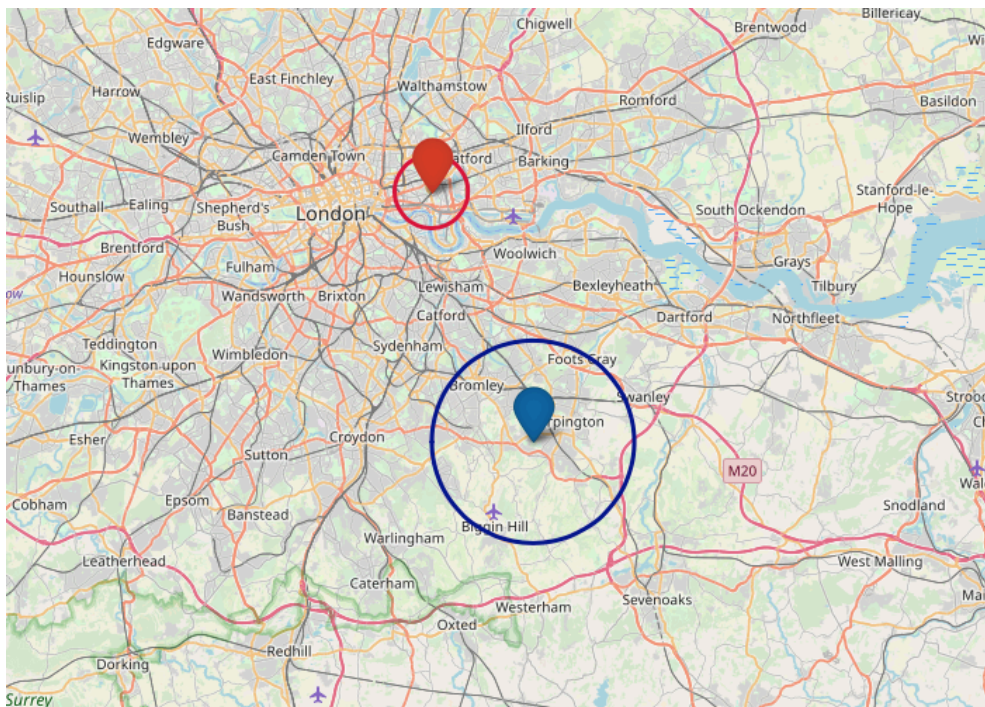 Chigwell
Billericay
Brentwood
Edgware
East Finchley
Walthamstow
Harrow
Ruislip
Romford
Basildon
Ilford
Wembley
Camden Town
Barking
Southall
Ealing
Shepherd's
Bush
London
South Ockendon
Stanford-le-
Hope
Brentford
Woolwich
Grays
Hounslow
Fulham
Lewisham
Bexleyheath
Tilbury
Wandsworth
Brixton
Catford
Dartford
Northfleet
Teddington
Sydenham
Wimbledon
Kingston upon
Thames
Thames
Foots Cray
Bromley
Swanley
Esher
Croydon
Sutton
M20
Cobham
Epsom
Banstead
Snodland
Biggin Hill
Warlingham
Leatherhead
West Malling
Caterham
Westerham
Sevenoaks
Oxted
Redhill
Dorking
Surrey